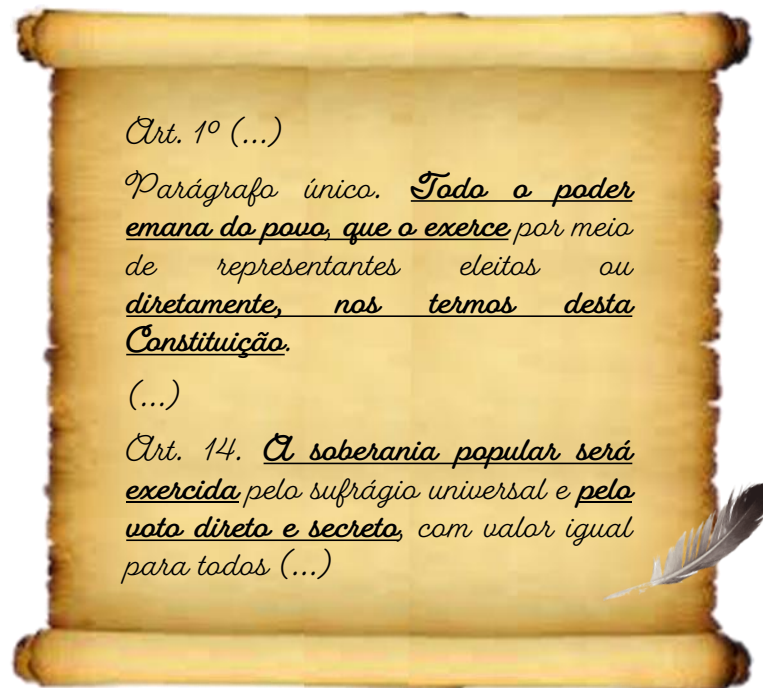 Art. 1º (...)
Parágrafo único. Todo o poder
emana do povo, que o exerce por meio
de representantes eleitos ou
diretamente, nos termos desta
Constituição.
(...)
Art. 14. A soberania popular será
exercida pelo sufrágio universal e pelo
voto direto e secreto, com valor igual
para todos (...)